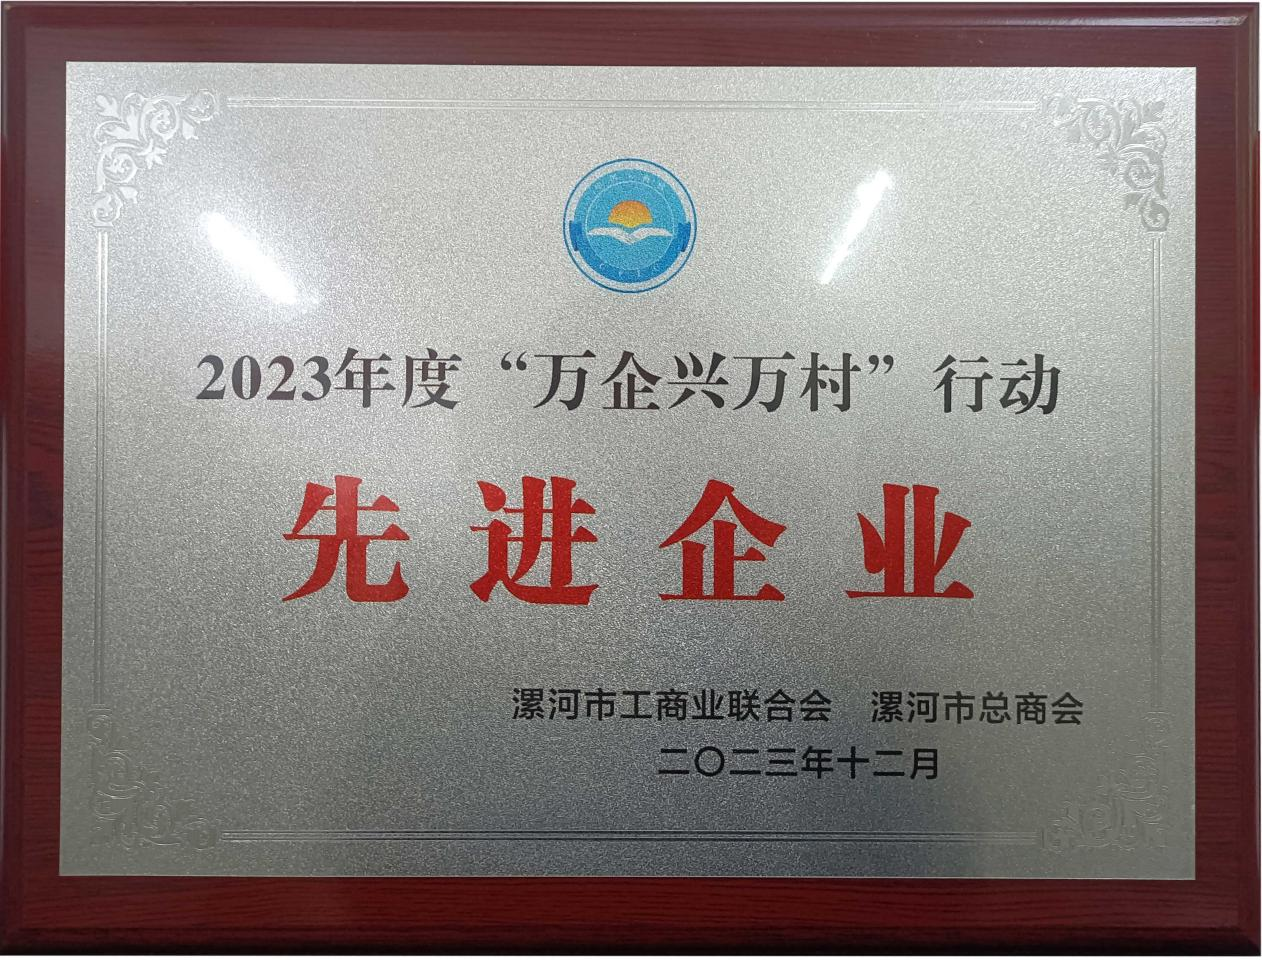 2023年度“万企兴万村”行动
先进企业
漯河市工商业联合会 漯河市总商会
二〇二三年十二月